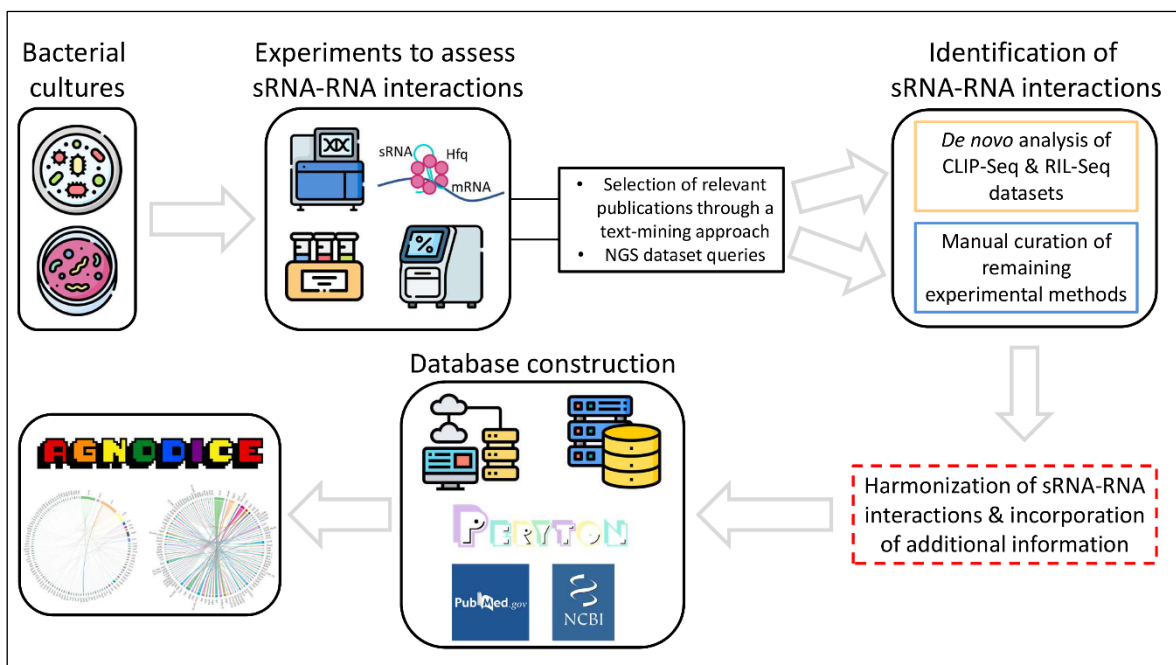 Bacterial
cultures
Experiments to assess
sRNA-RNA interactions
sRNA
Hfq
mRNA
• Selection of relevant
publications through a
text-mining approach
• NGS dataset queries
Identification of
sRNA-RNA interactions
De novo analysis of
CLIP-Seq & RIL-Seq
datasets
Manual curation of
remaining
experimental methods
Harmonization of sRNA-RNA
interactions & incorporation
of additional information
Database construction
PERYTON
PubMed.gov
NCBI
AGNODICE